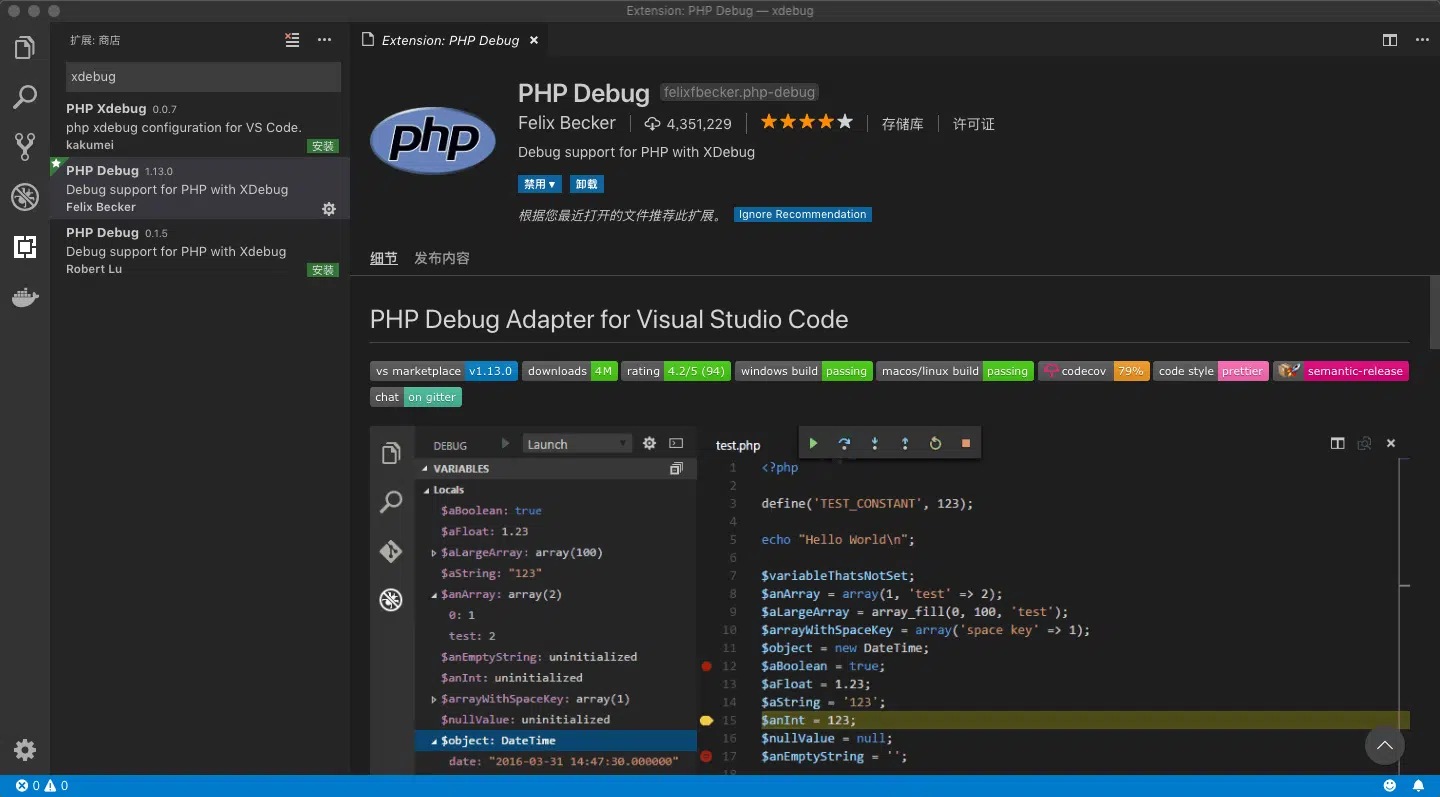 Extension: PHP Debug — xdebug
扩展: 商店
xdebug
PHP Xdebug 0.0.7
php xdebug configuration for VS Code.
kakumei 安装
PHP Debug 1.13.0
Debug support for PHP with XDebug
Felix Becker
PHP Debug 0.1.5
Debug support for PHP with Xdebug
Robert Lu 安装
Extension: PHP Debug
php
PHP Debug felixfbecker.php-debug
Felix Becker 4,351,229 存储库 许可证
Debug support for PHP with XDebug
禁用 卸载
根据您最近打开的文件推荐此扩展。 Ignore Recommendation
细节 发布内容
PHP Debug Adapter for Visual Studio Code
vs marketplace v1.13.0 downloads 4M rating 4.2/5 (94) windows build passing macos/linux build passing codecov 79% code style prettier semantic-release
chat on gitter
DEBUG Launch
VARIABLES
Locals
$aBoolean: true
$aFloat: 1.23
$aLargeArray: array(100)
$aString: "123"
$anArray: array(2)
0: 1
test: 2
$anEmptyString: uninitialized
$anInt: uninitialized
$arrayWithSpaceKey: array(1)
$nullValue: uninitialized
$object: DateTime
date: "2016-03-31 14:47:30.000000"
test.php
1 <?php
2
3 define('TEST_CONSTANT', 123);
4
5 echo "Hello World\n";
6
7 $variableThatsNotSet;
8 $anArray = array(1, 'test' => 2);
9 $aLargeArray = array_fill(0, 100, 'test');
10 $arrayWithSpaceKey = array('space key' => 1);
11 $object = new DateTime;
12 $aBoolean = true;
13 $aFloat = 1.23;
14 $aString = '123';
15 $anInt = 123;
16 $nullValue = null;
17 $anEmptyString = '';
18
0 0